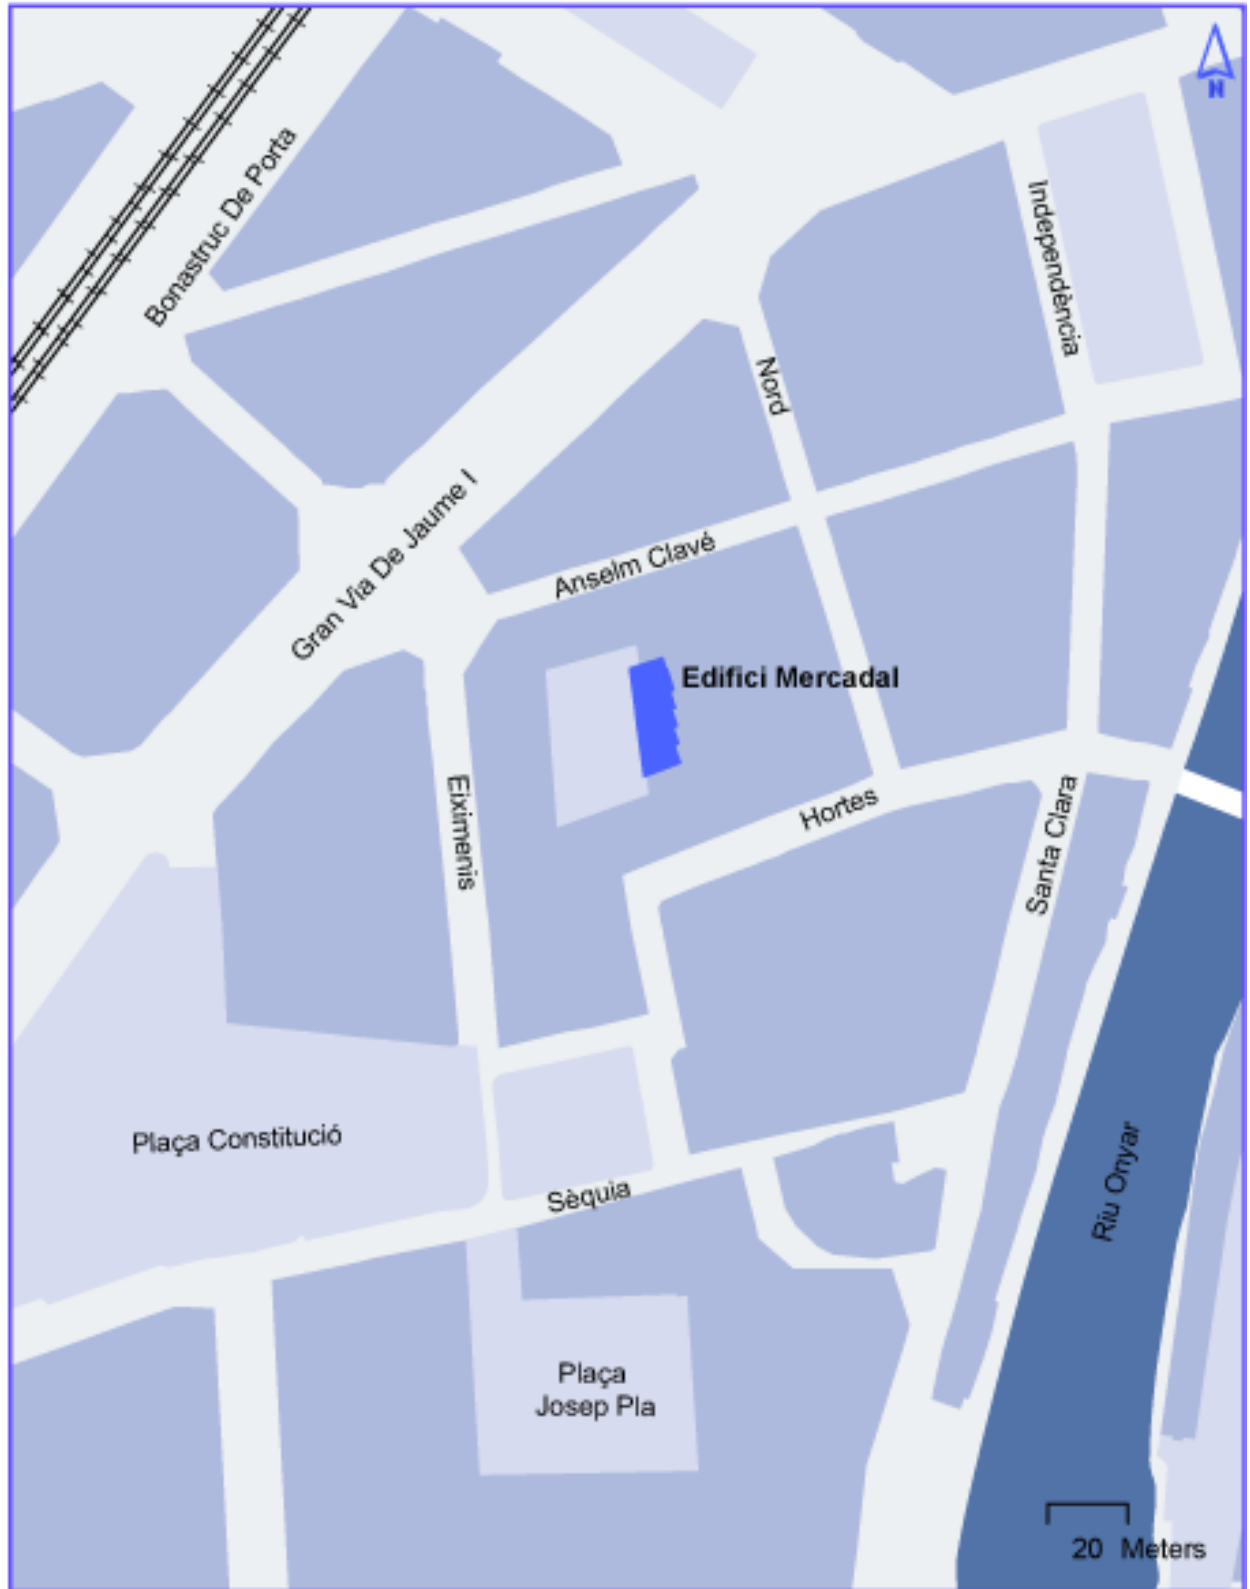 N
Bonastruc De Porta
Independència
Nord
Gran Via De Jaume I
Anselm Clavé
Edifici Mercadal
Eiximenis
Hortes
Santa Clara
Plaça Constitució
Riu Onyar
Sèquia
Plaça
Josep Pla
20 Meters